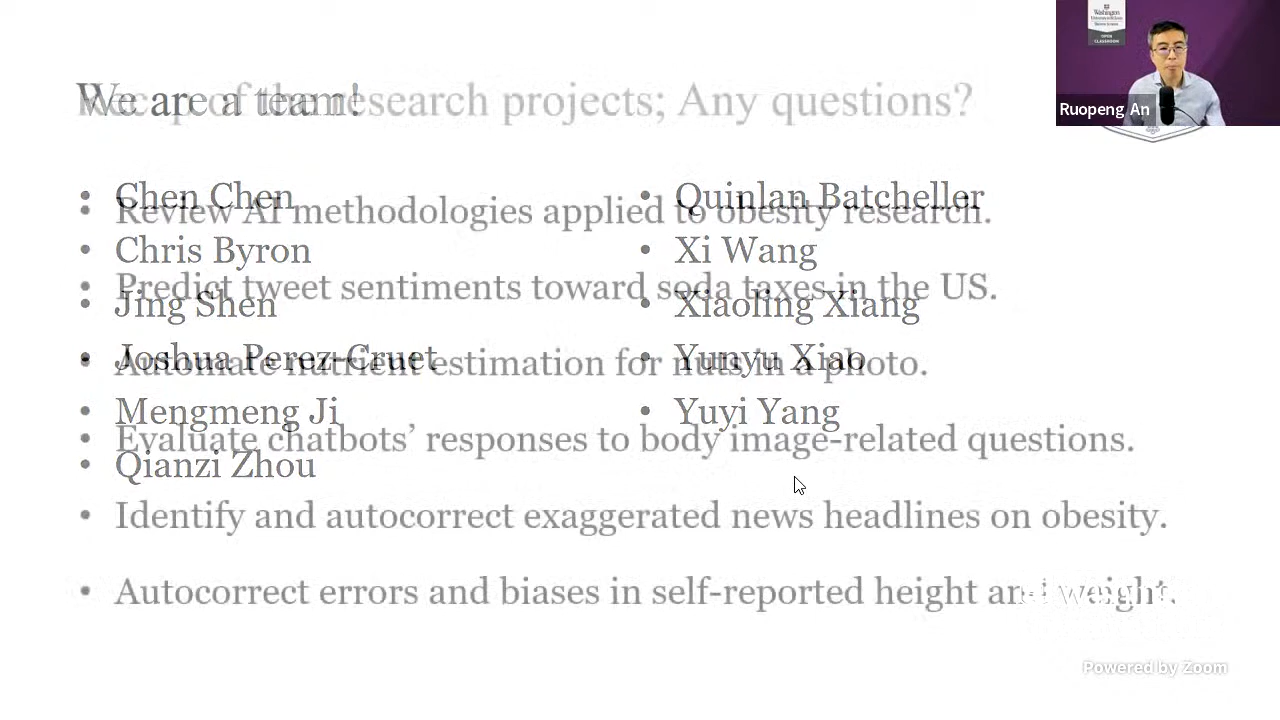 We are a team!
Recap of the research projects; Any questions?
Chen Chen
Chris Byron
Jing Shen
Joshua Perez-Cruet
Mengmeng Ji
Qianzi Zhou
Quinlan Batcheller
Xi Wang
Xiaoling Xiang
Yunyu Xiao
Yuyi Yang
Review AI methodologies applied to obesity research.
Predict tweet sentiments toward soda taxes in the US.
Automate nutrient estimation for nuts in a photo.
Evaluate chatbots’ responses to body image-related questions.
Identify and autocorrect exaggerated news headlines on obesity.
Autocorrect errors and biases in self-reported height and weight.
Washington
OPEN
CLASSROOM
Ruopeng An
Powered by Zoom